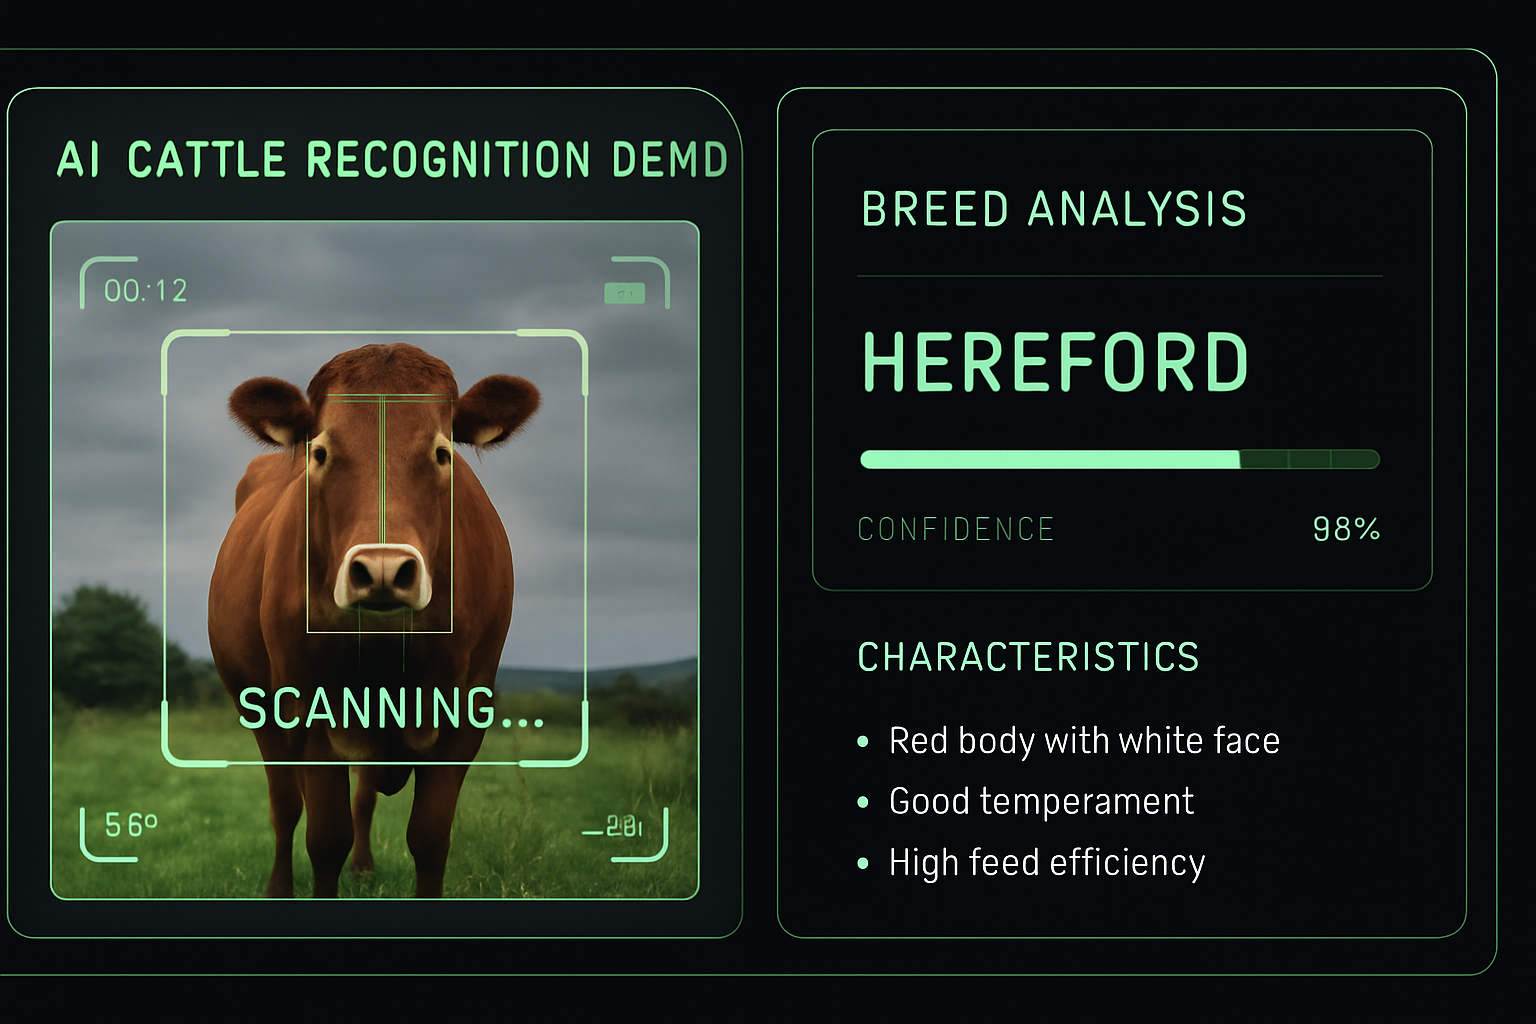 AI CATTLE RECOGNITION DEMD
00:12
SCANNING...
56°
BREED ANALYSIS
HEREFORD
CONFIDENCE 98%
CHARACTERISTICS
• Red body with white face
• Good temperament
• High feed efficiency